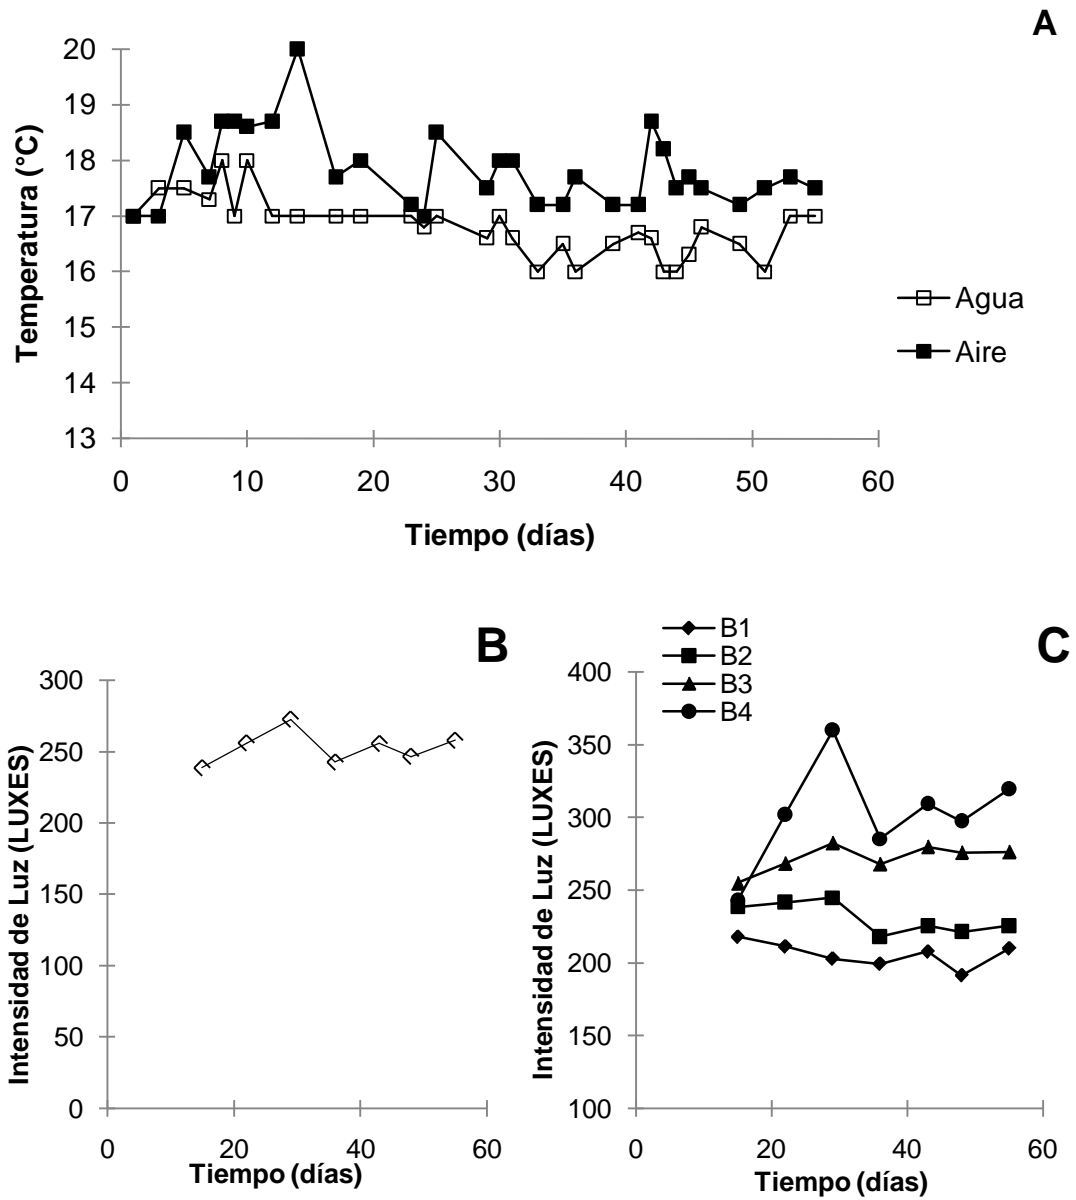 A
20
19
18
17
16
15
14
13
Temperatura (°C)
0 10 20 30 40 50 60
Tiempo (días)
Agua
Aire
B
300
250
200
150
100
50
0
Intensidad de Luz (LUXES)
0 20 40 60
Tiempo (días)
B1
B2
B3
B4
C
400
350
300
250
200
150
100
Intensidad de Luz (LUXES)
0 20 40 60
Tiempo (días)